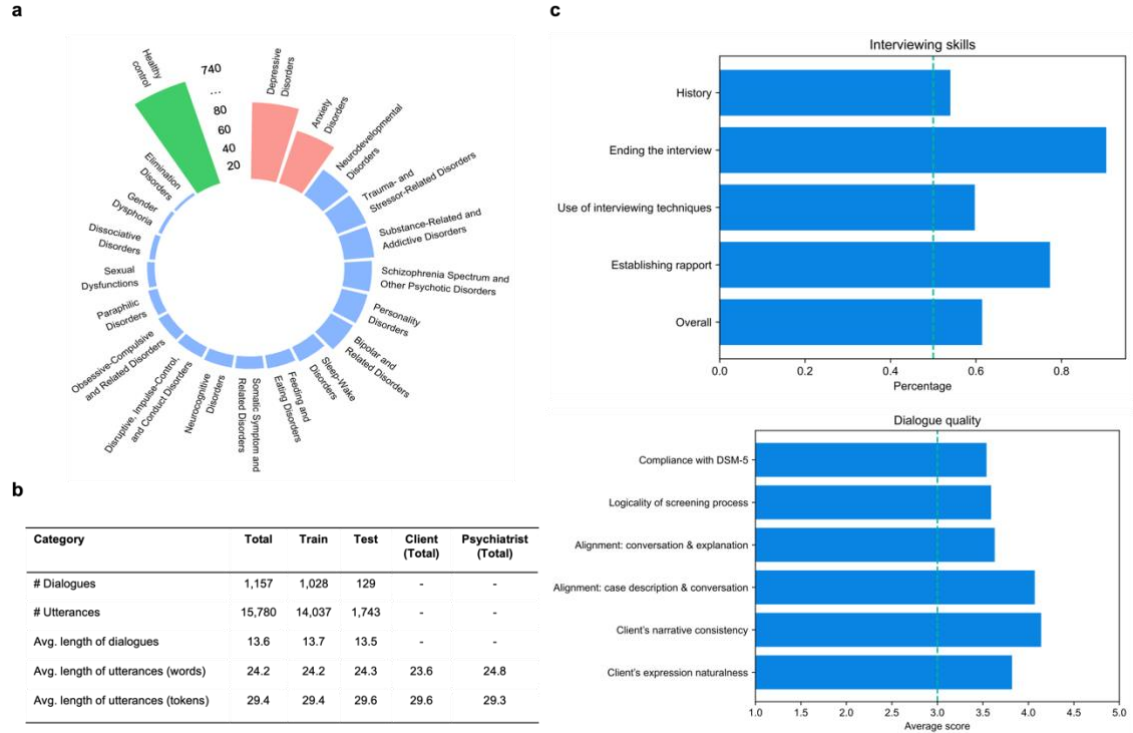 a
Healthy
control
740
...
80
60
40
20
Depressive
Disorders
Anxiety
Disorders
Neurodevelopmental
Disorders
Trauma- and
Stressor-Related Disorders
Substance-Related and
Addictive Disorders
Schizophrenia Spectrum and
Other Psychotic Disorders
Personality
Disorders
Bipolar and
Related Disorders
Sleep-Wake
Disorders
Feeding and
Eating Disorders
Somatic Symptom and
Related Disorders
Neurocognitive
Disorders
Disruptive, Impulse-Control,
and Conduct Disorders
Obsessive-Compulsive
and Related Disorders
Paraphilic
Disorders
Sexual
Dysfunctions
Dissociative
Disorders
Gender
Dysphoria
Elimination
Disorders
b
Category Total Train Test Client (Total) Psychiatrist (Total)
# Dialogues 1,157 1,028 129 - -
# Utterances 15,780 14,037 1,743 - -
Avg. length of dialogues 13.6 13.7 13.5 - -
Avg. length of utterances (words) 24.2 24.2 24.3 23.6 24.8
Avg. length of utterances (tokens) 29.4 29.4 29.6 29.6 29.3
c
Interviewing skills
History
Ending the interview
Use of interviewing techniques
Establishing rapport
Overall
0.0 0.2 0.4 0.6 0.8
Percentage
Dialogue quality
Compliance with DSM-5
Logicality of screening process
Alignment: conversation & explanation
Alignment: case description & conversation
Client's narrative consistency
Client's expression naturalness
1.0 1.5 2.0 2.5 3.0 3.5 4.0 4.5 5.0
Average score